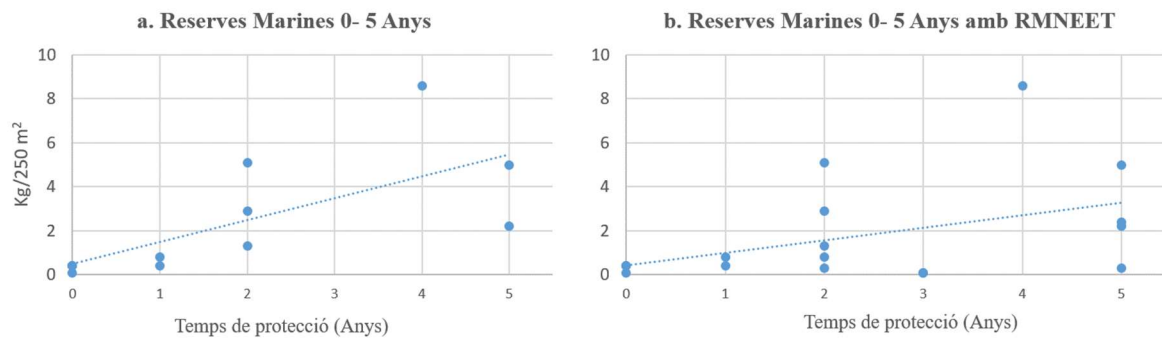 a. Reserves Marines 0- 5 Anys
10
8
6
4
2
0
Kg/250 m²
0 1 2 3 4 5
Temps de protecció (Anys)
b. Reserves Marines 0- 5 Anys amb RMNEET
10
8
6
4
2
0
0 1 2 3 4 5
Temps de protecció (Anys)